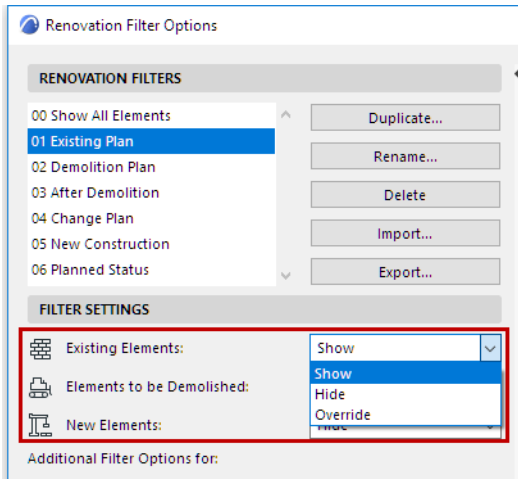 Renovation Filter Options
RENOVATION FILTERS
00 Show All Elements
01 Existing Plan
02 Demolition Plan
03 After Demolition
04 Change Plan
05 New Construction
06 Planned Status
Duplicate...
Rename...
Delete
Import...
Export...
FILTER SETTINGS
Existing Elements: Show
Show
Elements to be Demolished:
Hide
Override
New Elements: Hide
Additional Filter Options for: